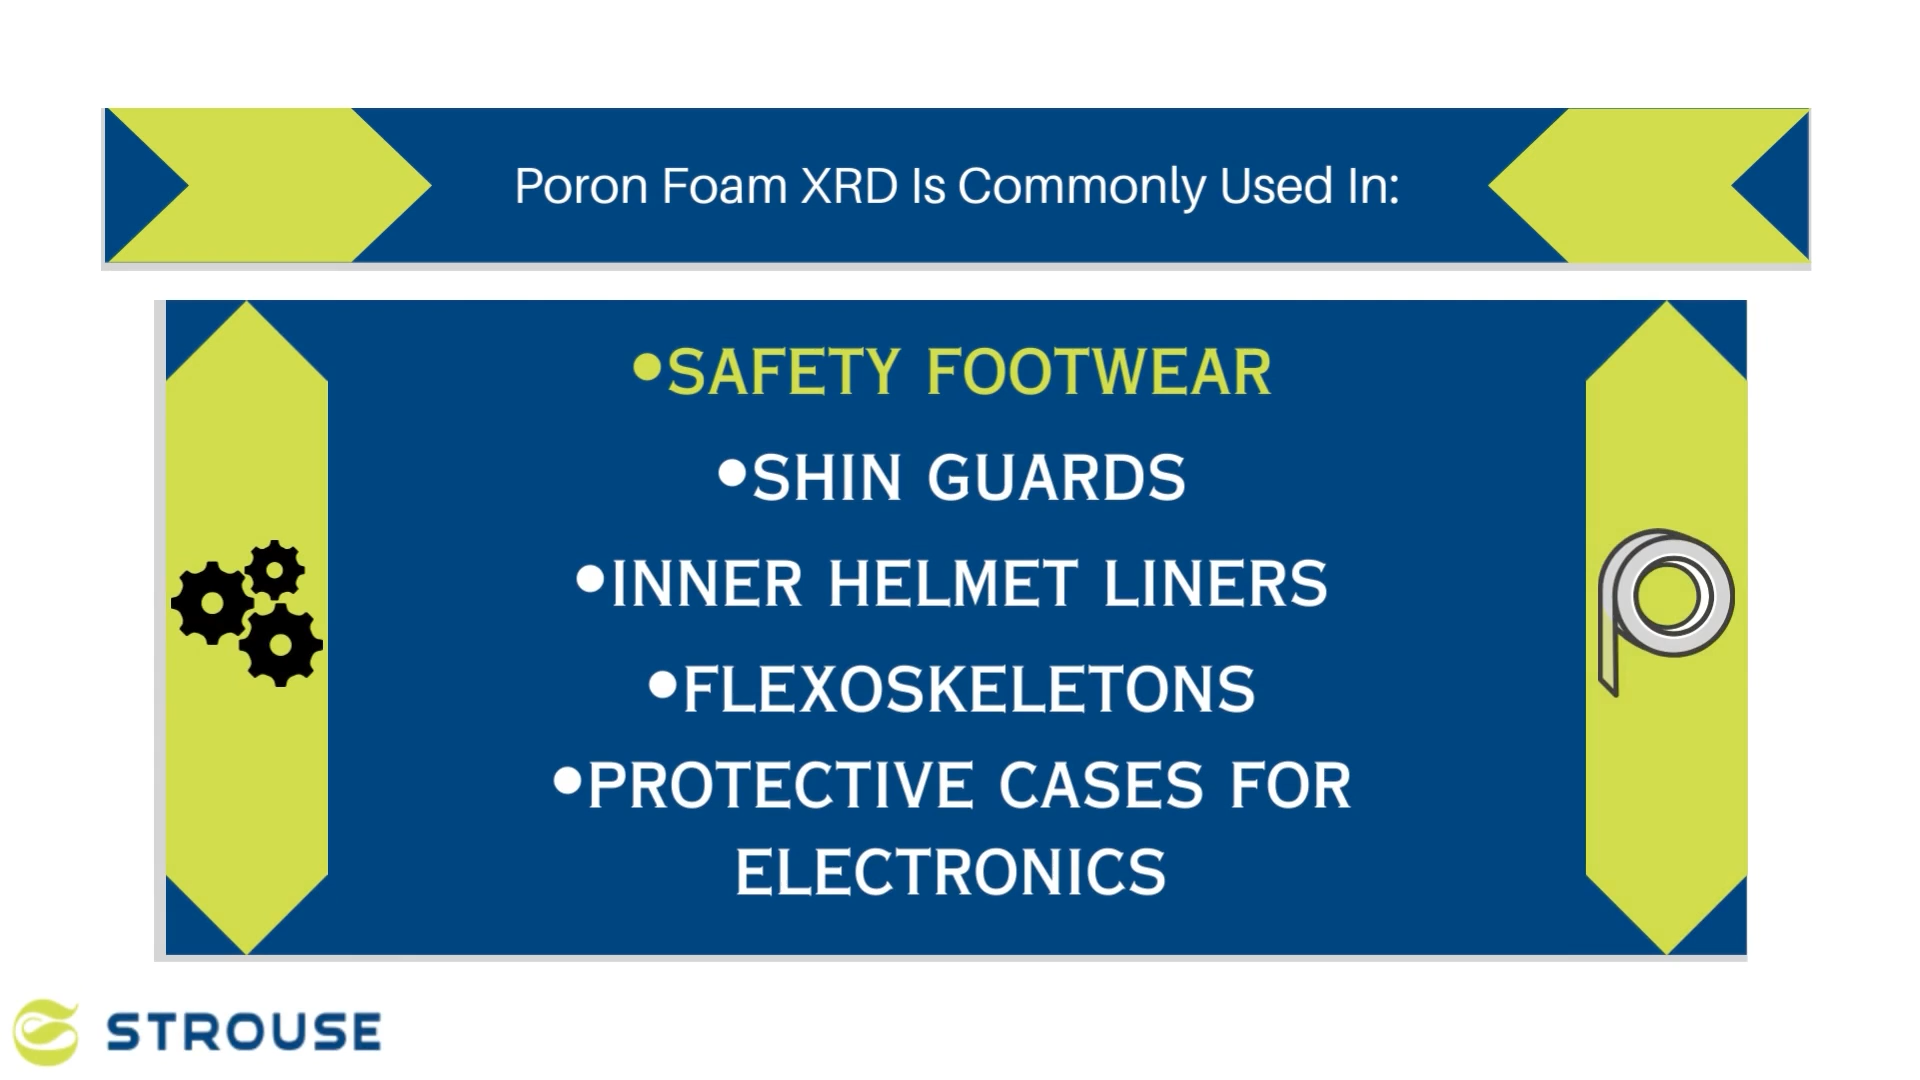 Poron Foam XRD Is Commonly Used In:
•SAFETY FOOTWEAR
•SHIN GUARDS
•INNER HELMET LINERS
•FLEXOSKELETONS
•PROTECTIVE CASES FOR
ELECTRONICS
STROUSE